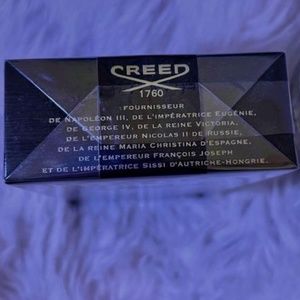 CREED
1760
FOURNISSEUR
DE NAPOLÉON III, DE L'IMPÉRATRICE EUGÉNIE,
DE GEORGE IV, DE LA REINE VICTORIA,
DE L'EMPEREUR NICOLAS II DE RUSSIE,
DE LA REINE MARIA CHRISTINA D'ESPAGNE,
DE L'EMPEREUR FRANÇOIS JOSEPH
ET DE L'IMPÉRATRICE SISSI D'AUTRICHE-HONGRIE.